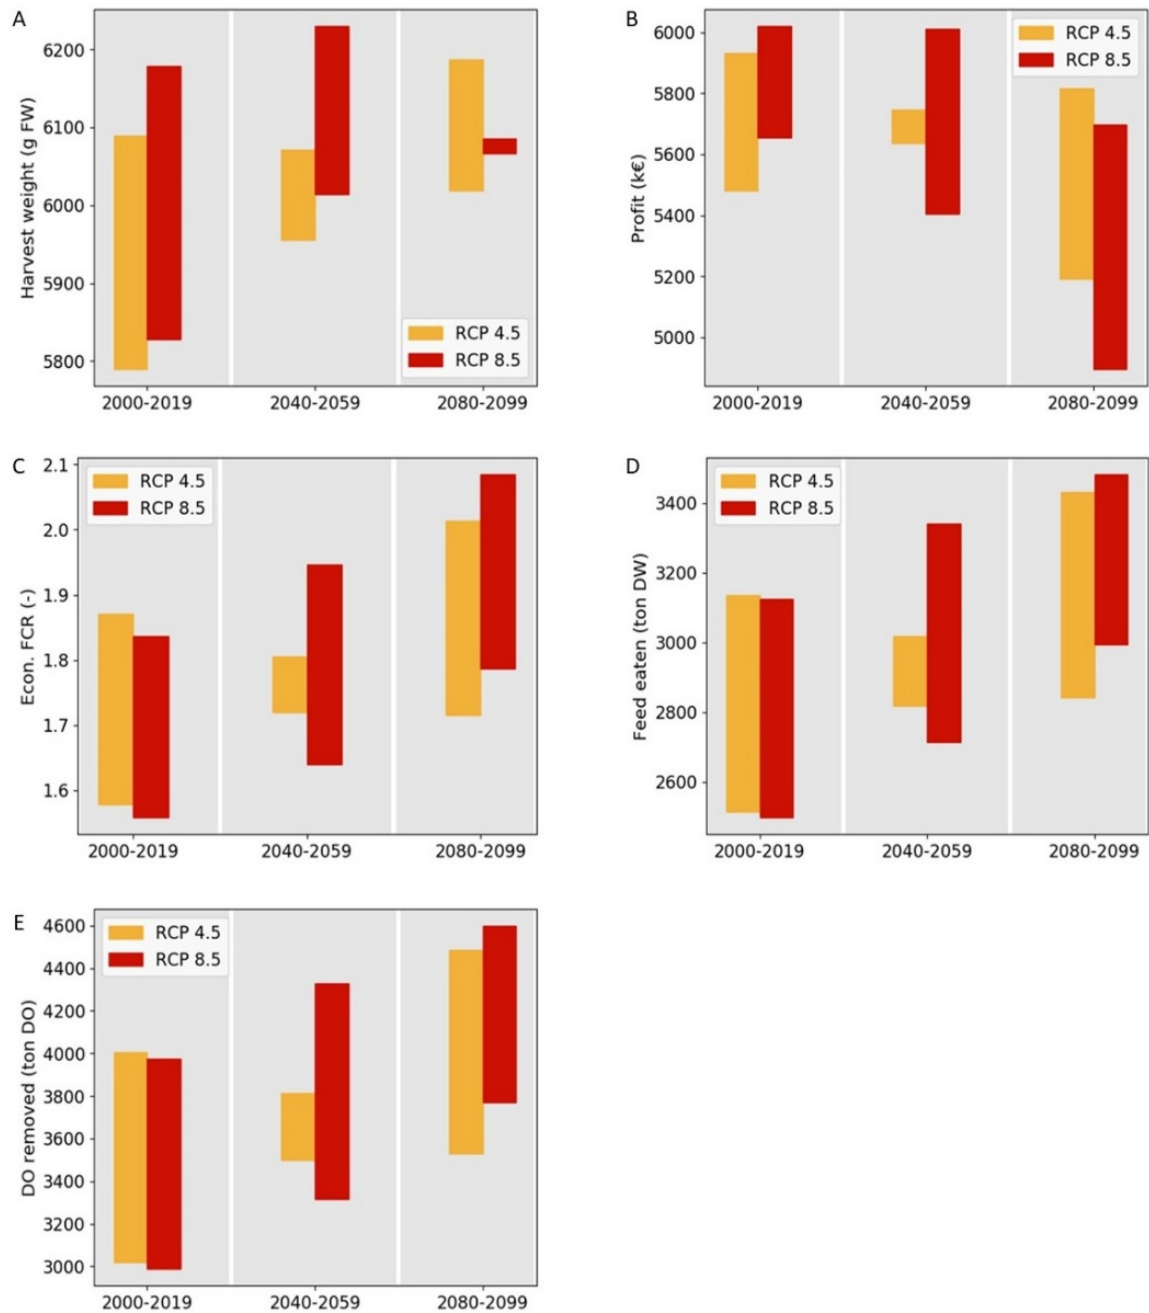 A
Harvest weight (g FW)
6200
6100
6000
5900
5800
RCP 4.5
RCP 8.5
2000-2019 2040-2059 2080-2099
B
Profit (k€)
6000
5800
5600
5400
5200
5000
RCP 4.5
RCP 8.5
2000-2019 2040-2059 2080-2099
C
Econ. FCR (-)
2.1
2.0
1.9
1.8
1.7
1.6
RCP 4.5
RCP 8.5
2000-2019 2040-2059 2080-2099
D
Feed eaten (ton DW)
3400
3200
3000
2800
2600
RCP 4.5
RCP 8.5
2000-2019 2040-2059 2080-2099
E
DO removed (ton DO)
4600
4400
4200
4000
3800
3600
3400
3200
3000
RCP 4.5
RCP 8.5
2000-2019 2040-2059 2080-2099